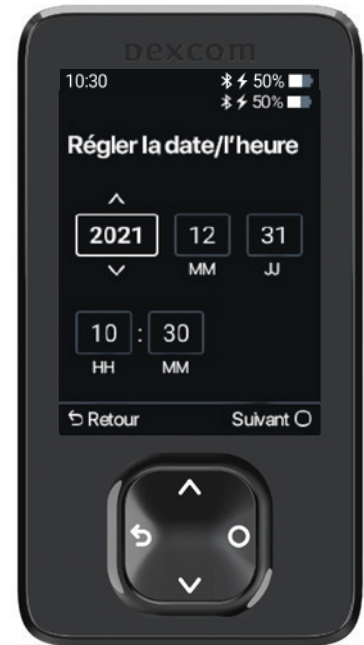 Dexcom
10:30 50%
50%
Régler la date/l'heure
2021 12 31
MM JJ
10 : 30
HH MM
Retour Suivant